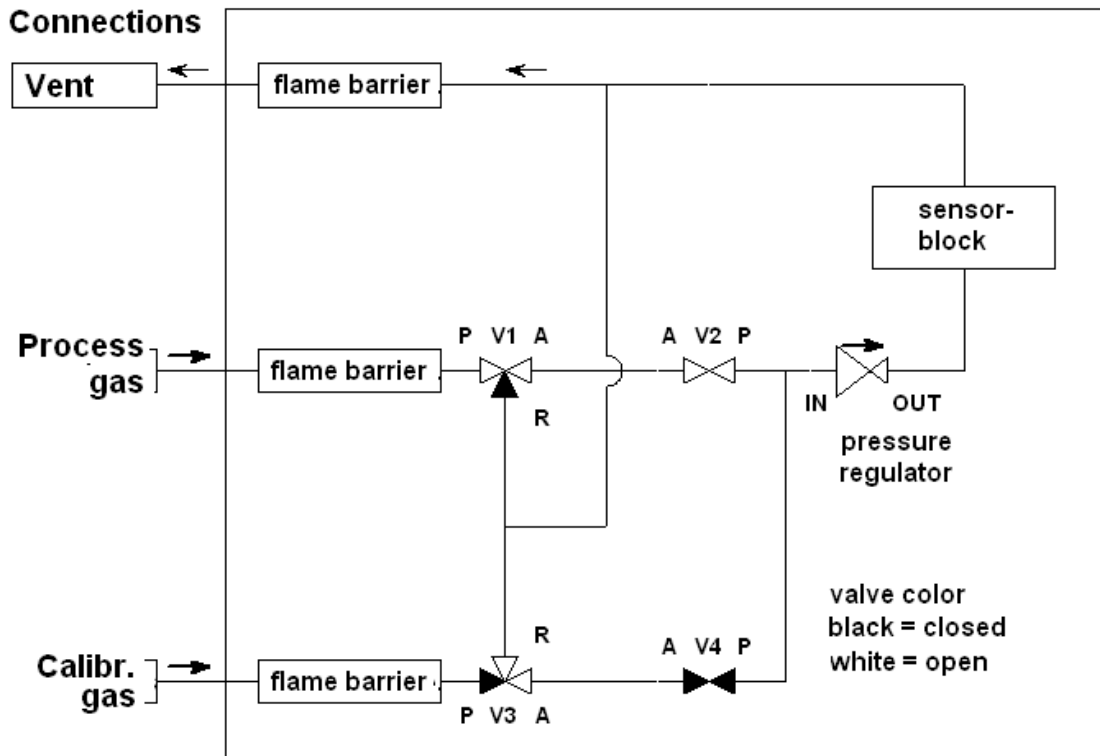 Connections
Vent
flame barrier
sensor-
block
Process
gas
flame barrier
P V1 A
R
A V2 P
IN OUT
pressure
regulator
valve color
black = closed
white = open
Calibr.
gas
flame barrier
R
P V3 A
A V4 P